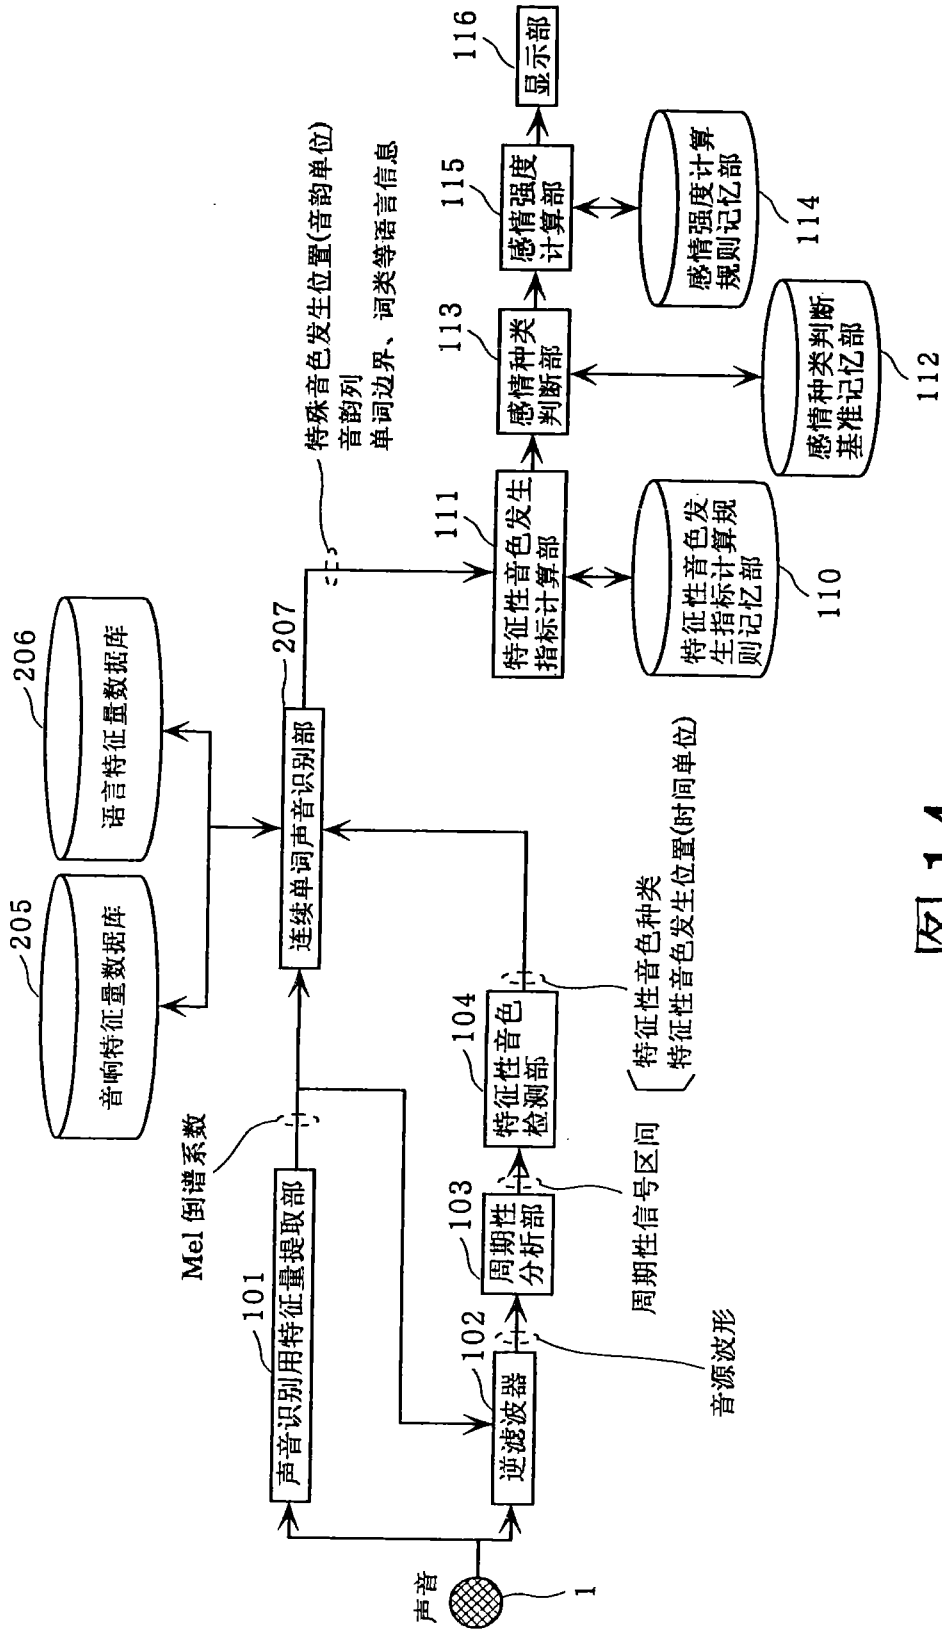 声音
1
声音识别用特征量提取部
101
Mel 倒谱系数
逆滤波器
102
音源波形
周期性
分析部
103
周期性信号区间
特征性音色
检测部
104
特征性音色种类
特征性音色发生位置(时间单位)
音响特征量数据库
205
语言特征量数据库
206
连续单词声音识别部
207
特殊音色发生位置(音韵单位)
音韵列
单词边界、词类等语言信息
特征性音色发生
指标计算部
111
特征性音色发
生指标计算规
则记忆部
110
感情种类
判断部
113
感情种类判断
基准记忆部
112
感情强度
计算部
115
感情强度计算
规则记忆部
114
显示部
116
图 14